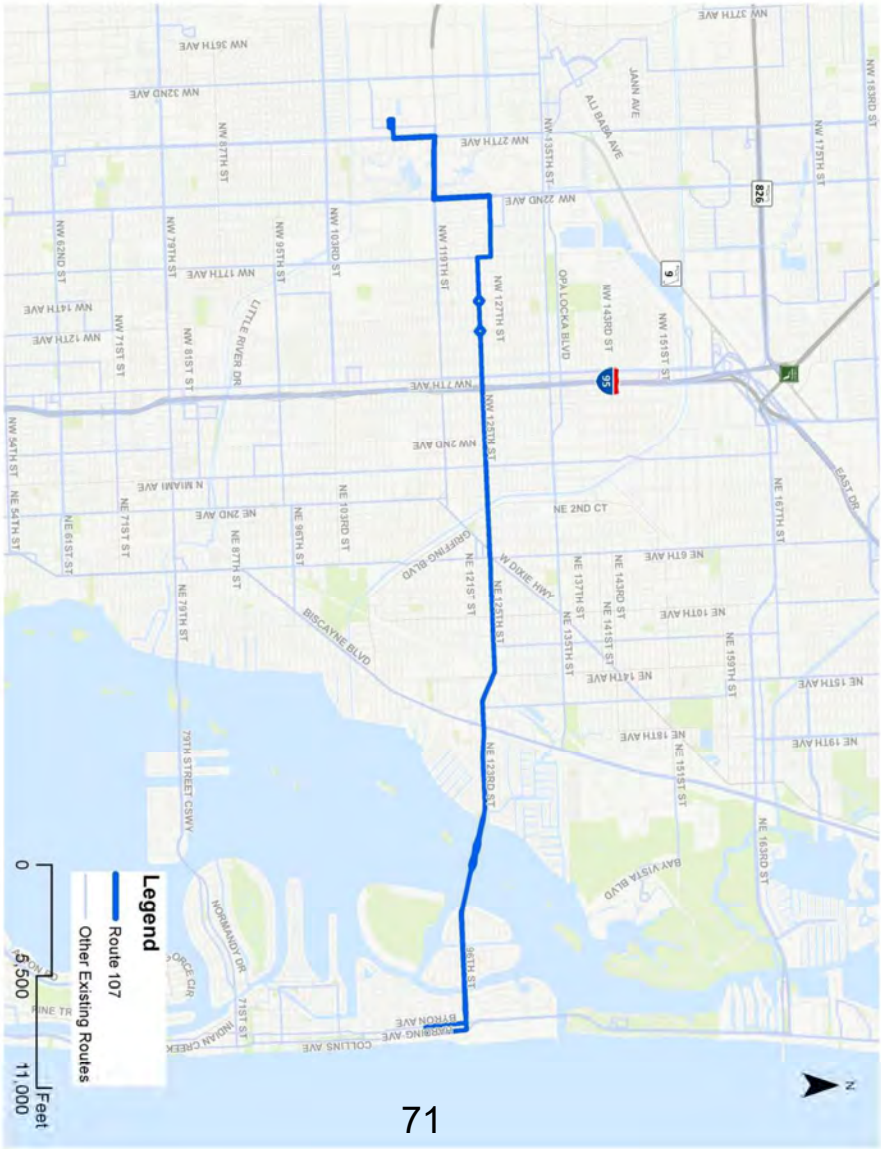 N
NW 183RD ST
NW 37TH AVE
NW 175TH ST
826
JANN AVE
ALI BABA AVE
9
NW 151ST ST
NW 143RD ST
OPA LOCKA BLVD
NW 135TH ST
95
EAST DR
NE 167TH ST
NE 2ND CT
NE 6TH AVE
NE 10TH AVE
NE 159TH ST
NE 143RD ST
NE 141ST ST
NE 137TH ST
NE 135TH ST
NE 14TH AVE
NE 15TH AVE
NE 19TH AVE
NE 18TH AVE
NE 151ST ST
NE 163RD ST
BAY VISTA BLVD
NW 36TH AVE
NW 32ND AVE
NW 27TH AVE
NW 22ND AVE
NW 127TH ST
NW 119TH ST
NW 17TH AVE
NW 7TH AVE
NW 125TH ST
NW 2ND AVE
W DIXIE HWY
NE 125TH ST
NE 121ST ST
GRIFFING BLVD
NE 123RD ST
96TH ST
BYRON AVE
HARDING AVE
COLLINS AVE
NW 103RD ST
NW 95TH ST
NW 87TH ST
LITTLE RIVER DR
NW 81ST ST
NW 79TH ST
NW 71ST ST
NW 62ND ST
NW 14TH AVE
NW 12TH AVE
NW 54TH ST
NE 54TH ST
N MIAMI AVE
NE 2ND AVE
NE 103RD ST
NE 96TH ST
NE 87TH ST
NE 79TH ST
NE 71ST ST
NE 61ST ST
BISCAYNE BLVD
79TH STREET CSWY
NORMANDY DR
71ST ST
INDIAN CREEK
ORCE CIR
PINE TR
Legend
Route 107
Other Existing Routes
0 5,500 11,000
Feet
71